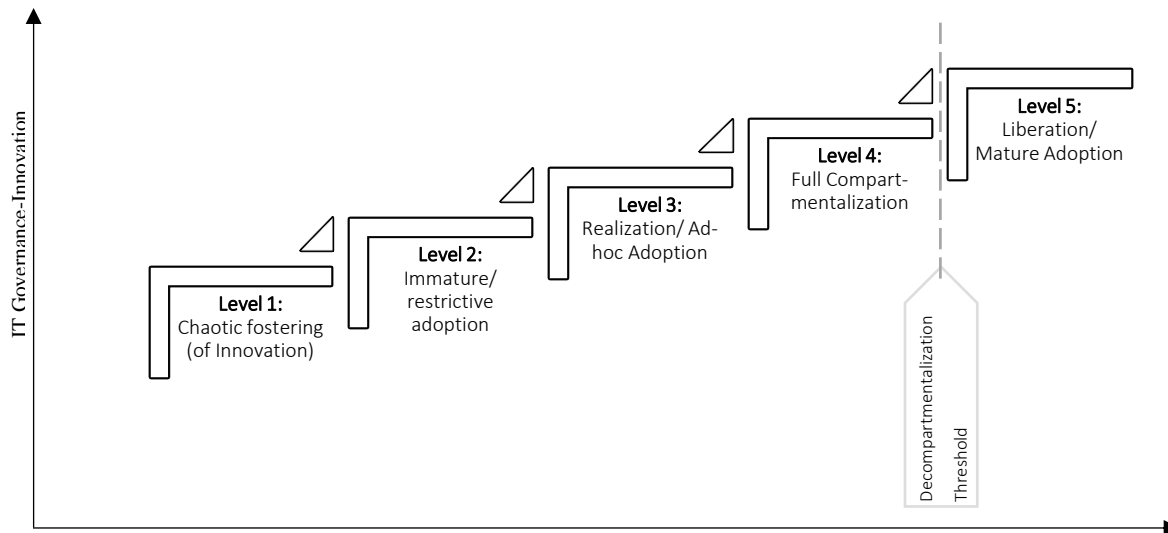 IT Governance-Innovation
Level 1:
Chaotic fostering
(of Innovation)
Level 2:
Immature/
restrictive
adoption
Level 3:
Realization/ Ad-
hoc Adoption
Level 4:
Full Compart-
mentalization
Level 5:
Liberation/
Mature Adoption
Decompartmentalization
Threshold